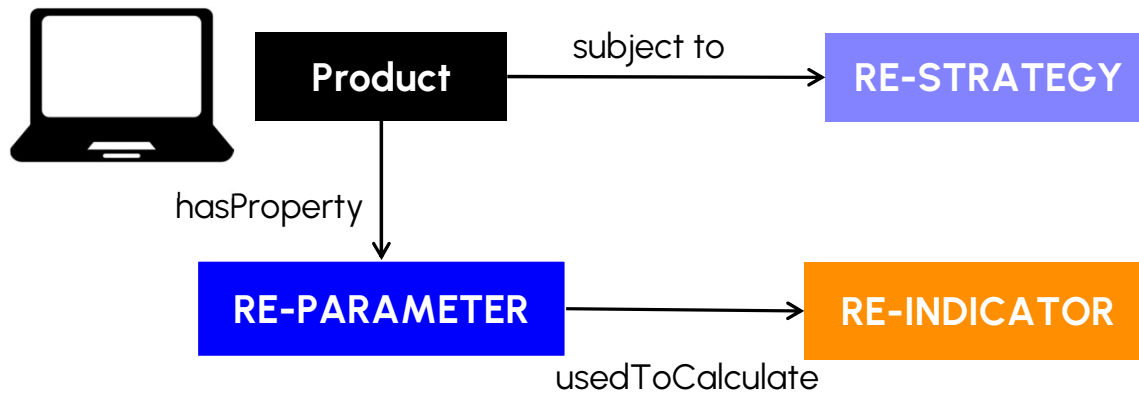 subject to
Product
RE-STRATEGY
hasProperty
RE-PARAMETER
RE-INDICATOR
usedToCalculate